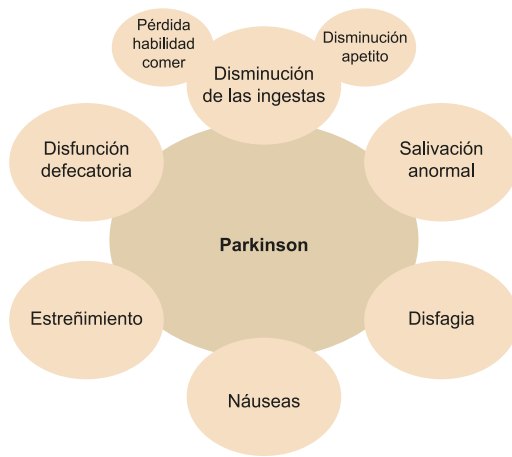 Pérdida
habilidad
comer
Disminución
apetito
Disminución
de las ingestas
Disfunción
defecatoria
Salivación
anormal
Parkinson
Estreñimiento
Disfagia
Náuseas